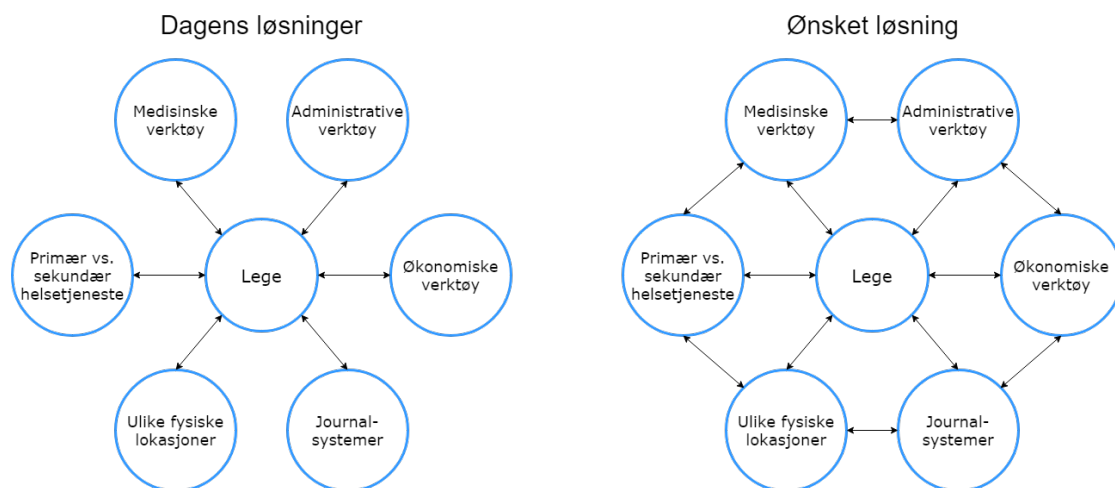 Dagens løsninger
Medisinske
verktøy
Administrative
verktøy
Primær vs.
sekundær
helsetjeneste
Lege
Økonomiske
verktøy
Ulike fysiske
lokasjoner
Journal-
systemer
Ønsket løsning
Medisinske
verktøy
Administrative
verktøy
Primær vs.
sekundær
helsetjeneste
Lege
Økonomiske
verktøy
Ulike fysiske
lokasjoner
Journal-
systemer